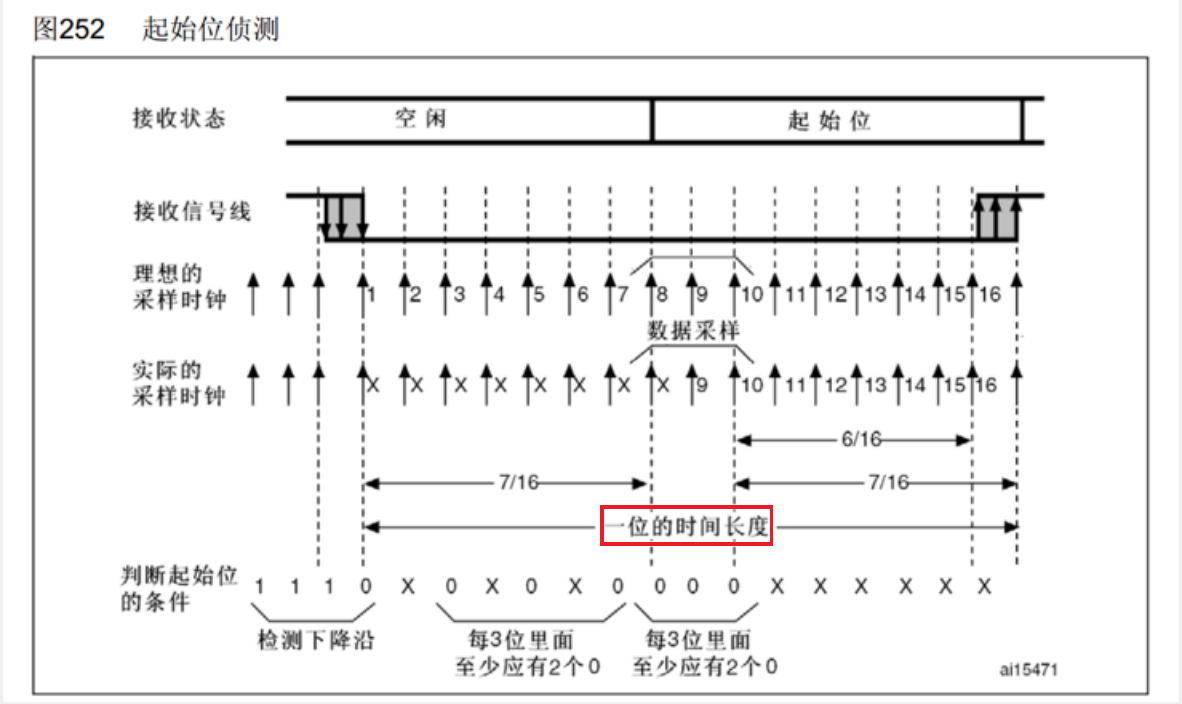 图252 起始位侦测
接收状态 空闲 起始位
接收信号线
理想的
采样时钟
1 2 3 4 5 6 7 8 9 10 11 12 13 14 15 16
数据采样
实际的
采样时钟
X X X X X X X X 9 10 11 12 13 14 15 16
6/16
7/16 7/16
一位的时间长度
判断起始位
的条件
1 1 1 0 X 0 X 0 X 0 0 0 0 X X X X X X
检测下降沿 每3位里面 每3位里面
至少应有2个0 至少应有2个0
ai15471